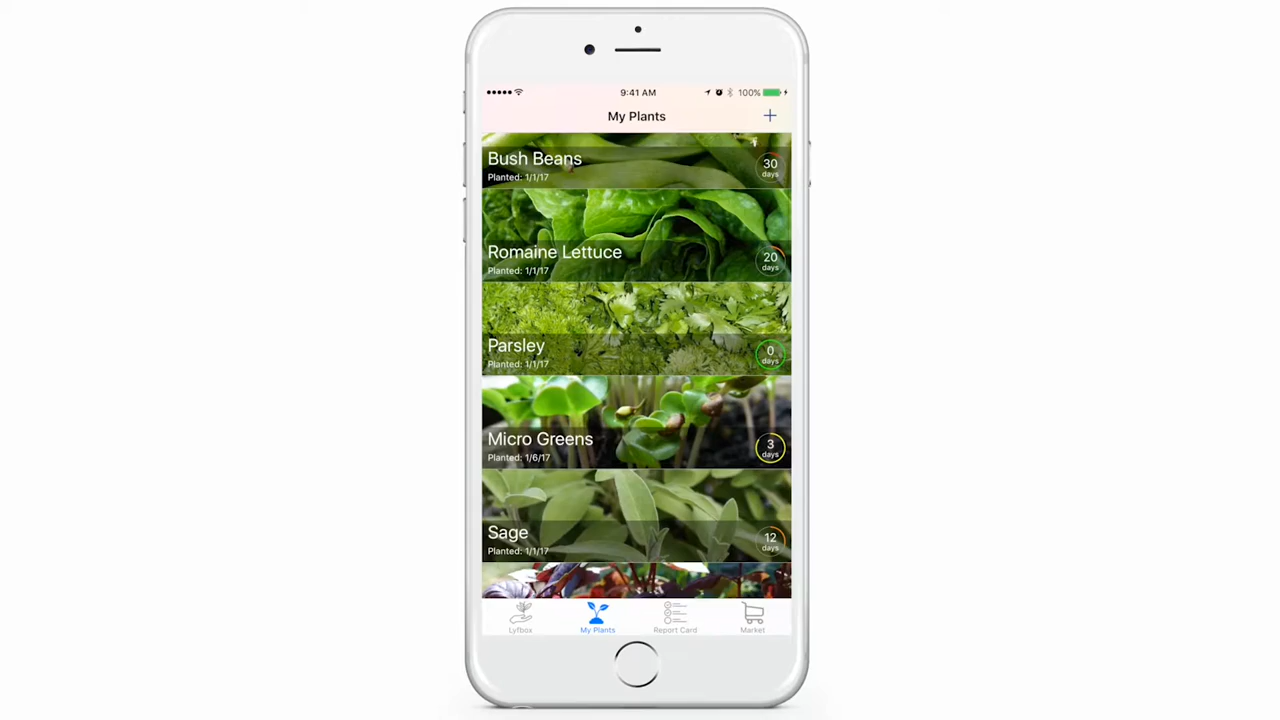 9:41 AM
100%
My Plants
Bush Beans
Planted: 1/1/17
30
days
Romaine Lettuce
Planted: 1/1/17
20
days
Parsley
Planted: 1/1/17
0
days
Micro Greens
Planted: 1/6/17
3
days
Sage
Planted: 1/1/17
12
days
Lyfbox
My Plants
Report Card
Market